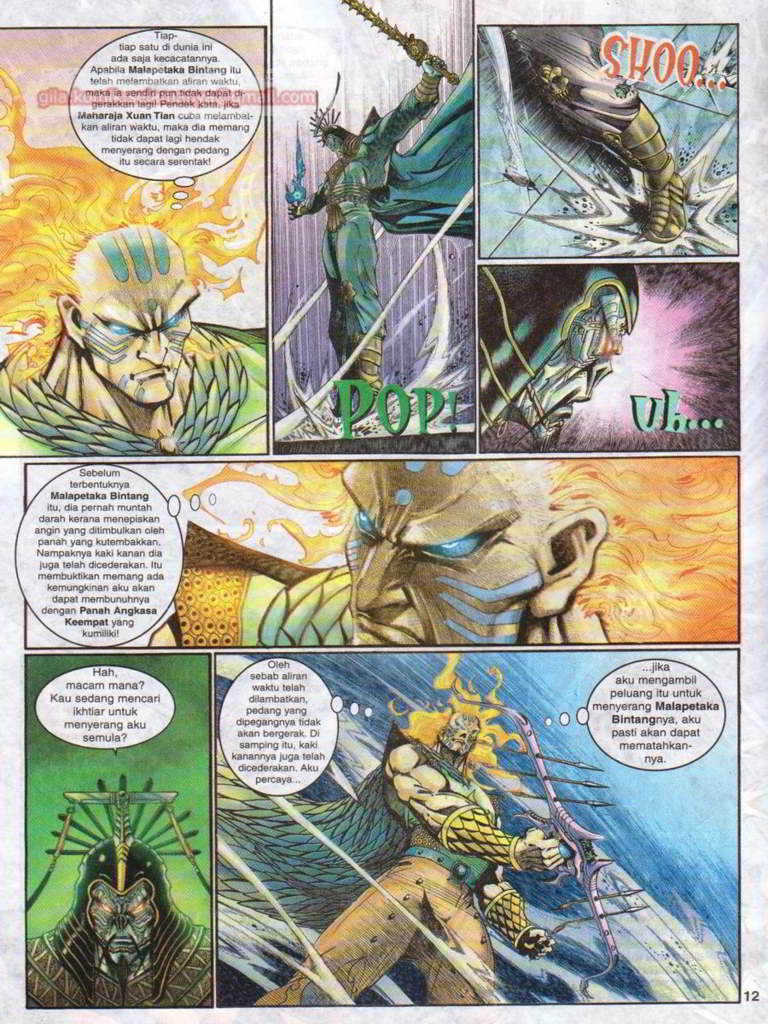 Tiap-
tiap satu di dunia ini
ada saja kecacatannya.
Apabila Malapetaka Bintang itu
telah melambatkan aliran waktu,
maka ia sendiri pun tidak dapat di-
gerakkan lagi! Pendek kata, jika
Maharaja Xuan Tian cuba melambat-
kan aliran waktu, maka dia memang
tidak dapat lagi hendak
menyerang dengan pedang
itu secara serentak!
POP!
SHOO...
Uh...
Sebelum
terbentuknya
Malapetaka Bintang
itu, dia pernah muntah
darah kerana menepiskan
angin yang ditimbulkan oleh
panah yang kutembakkan.
Nampaknya kaki kanan dia
juga telah dicederakan. Itu
membuktikan memang ada
kemungkinan aku akan
dapat membunuhnya
dengan Panah Angkasa
Keempat yang
kumiliki!
Hah,
macam mana?
Kau sedang mencari
ikhtiar untuk
menyerang aku
semula?
Oleh
sebab aliran
waktu telah
dilambatkan,
pedang yang
dipegangnya tidak
akan bergerak. Di
samping itu, kaki
kanannya juga telah
dicederakan. Aku
percaya...
...jika
aku mengambil
peluang itu untuk
menyerang Malapetaka
Bintangnya, aku
pasti akan dapat
mematahkan-
nya.
12